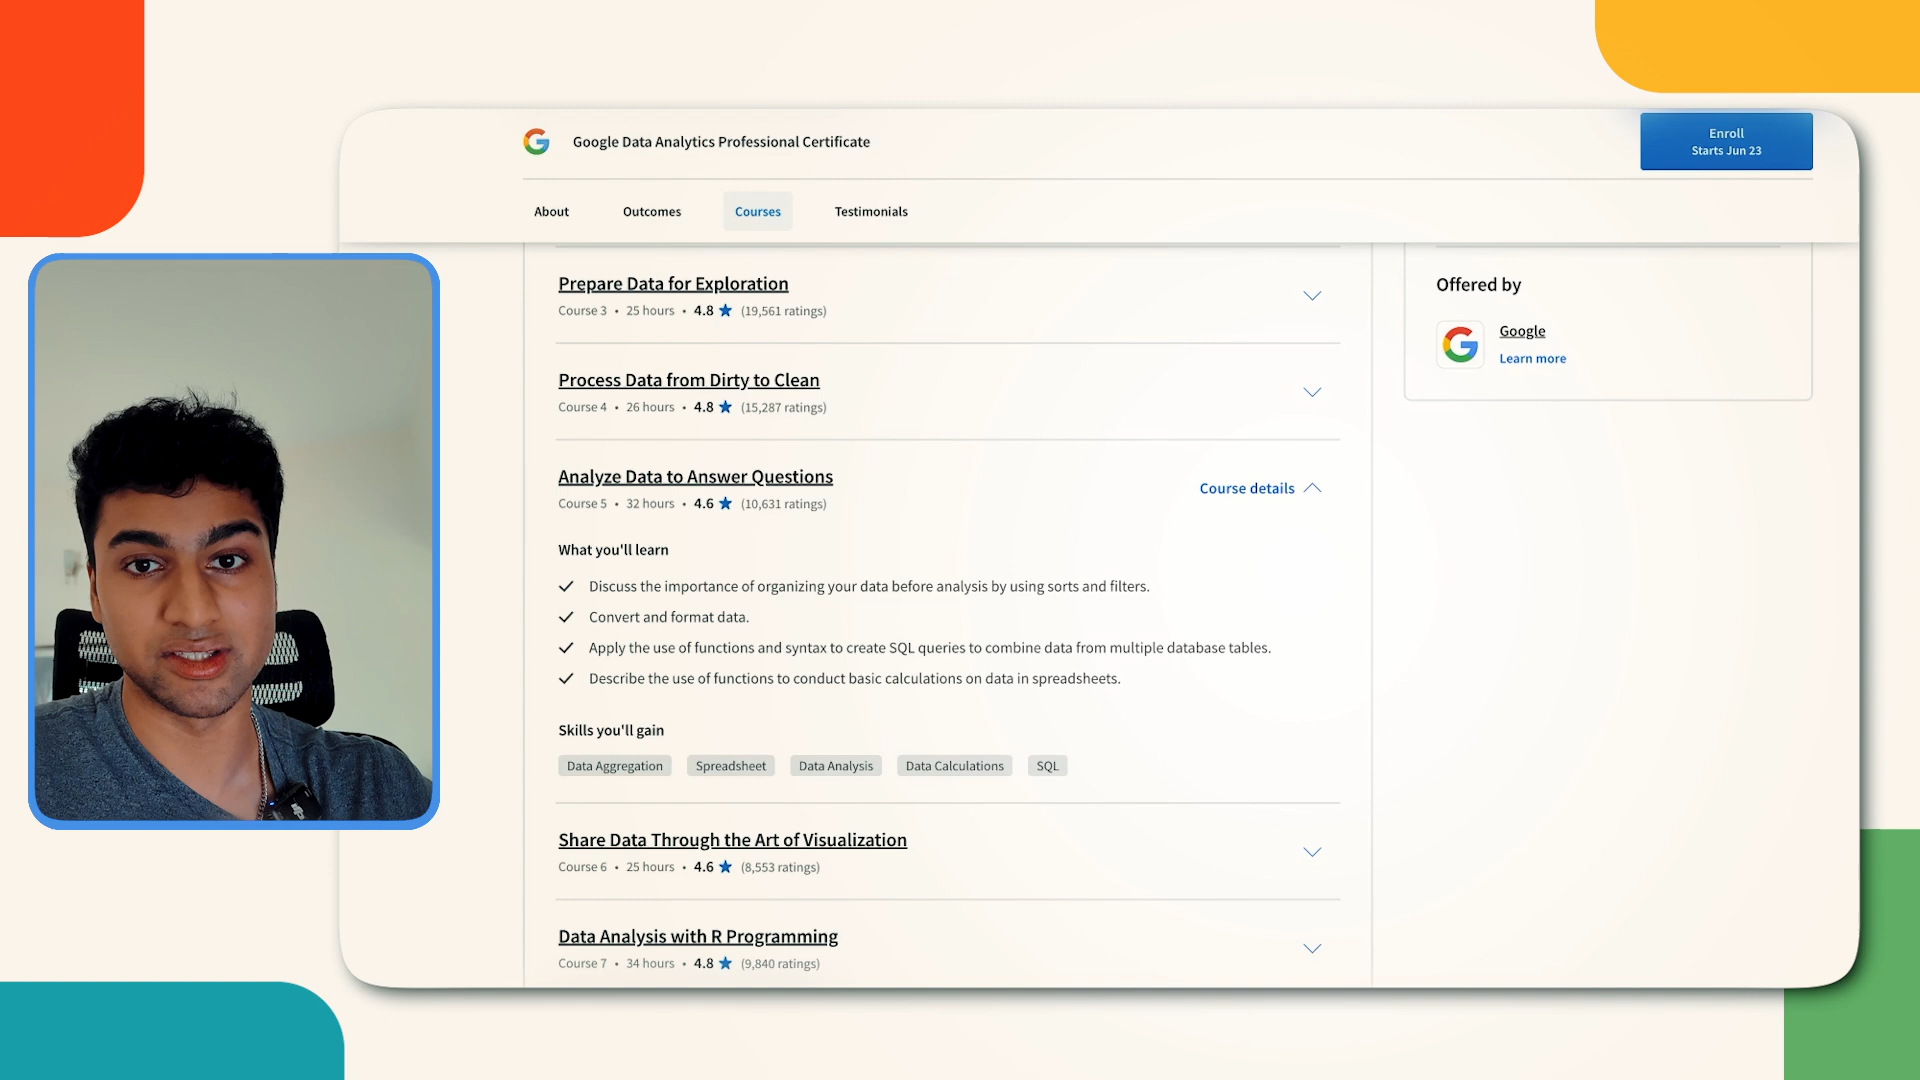 Google Data Analytics Professional Certificate
Enroll
Starts Jun 23
About Outcomes Courses Testimonials
Prepare Data for Exploration
Course 3 • 25 hours • 4.8 ★ (19,561 ratings)
Process Data from Dirty to Clean
Course 4 • 26 hours • 4.8 ★ (15,287 ratings)
Analyze Data to Answer Questions
Course 5 • 32 hours • 4.6 ★ (10,631 ratings)
Course details
What you'll learn
Discuss the importance of organizing your data before analysis by using sorts and filters.
Convert and format data.
Apply the use of functions and syntax to create SQL queries to combine data from multiple database tables.
Describe the use of functions to conduct basic calculations on data in spreadsheets.
Skills you'll gain
Data Aggregation Spreadsheet Data Analysis Data Calculations SQL
Share Data Through the Art of Visualization
Course 6 • 25 hours • 4.6 ★ (8,553 ratings)
Data Analysis with R Programming
Course 7 • 34 hours • 4.8 ★ (9,840 ratings)
Offered by
Google
Learn more